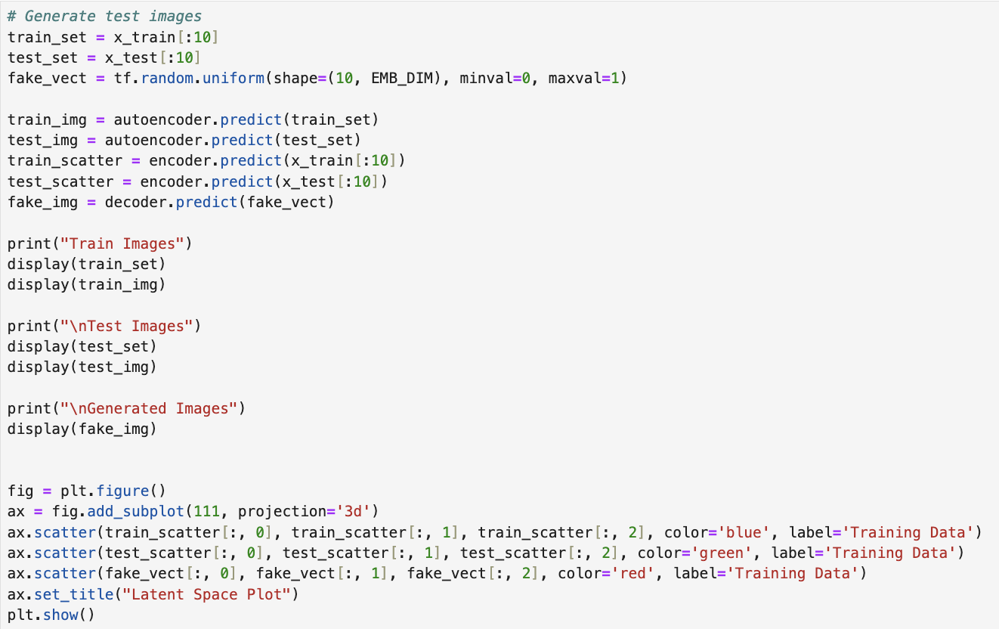 # Generate test images
train_set = x_train[:10]
test_set = x_test[:10]
fake_vect = tf.random.uniform(shape=(10, EMB_DIM), minval=0, maxval=1)
train_img = autoencoder.predict(train_set)
test_img = autoencoder.predict(test_set)
train_scatter = encoder.predict(x_train[:10])
test_scatter = encoder.predict(x_test[:10])
fake_img = decoder.predict(fake_vect)
print("Train Images")
display(train_set)
display(train_img)
print("\nTest Images")
display(test_set)
display(test_img)
print("\nGenerated Images")
display(fake_img)
fig = plt.figure()
ax = fig.add_subplot(111, projection='3d')
ax.scatter(train_scatter[:, 0], train_scatter[:, 1], train_scatter[:, 2], color='blue', label='Training Data')
ax.scatter(test_scatter[:, 0], test_scatter[:, 1], test_scatter[:, 2], color='green', label='Training Data')
ax.scatter(fake_vect[:, 0], fake_vect[:, 1], fake_vect[:, 2], color='red', label='Training Data')
ax.set_title("Latent Space Plot")
plt.show()